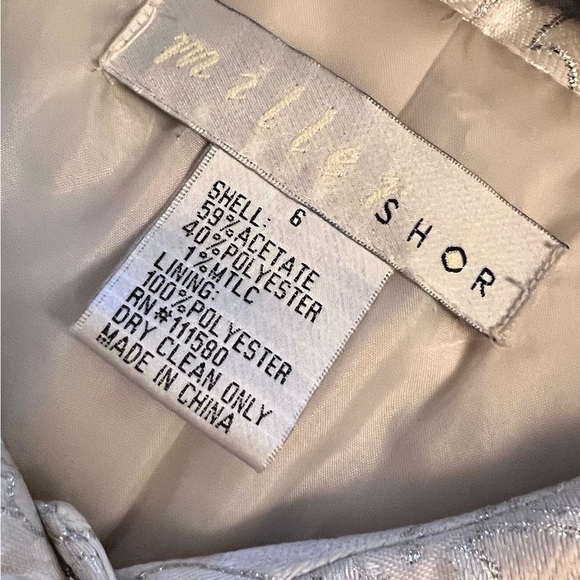 miller
SHOR
6
SHELL:
59%ACETATE
40%POLYESTER
1%MTLC
LINING:
100%POLYESTER
RN#111580
DRY CLEAN ONLY
MADE IN CHINA